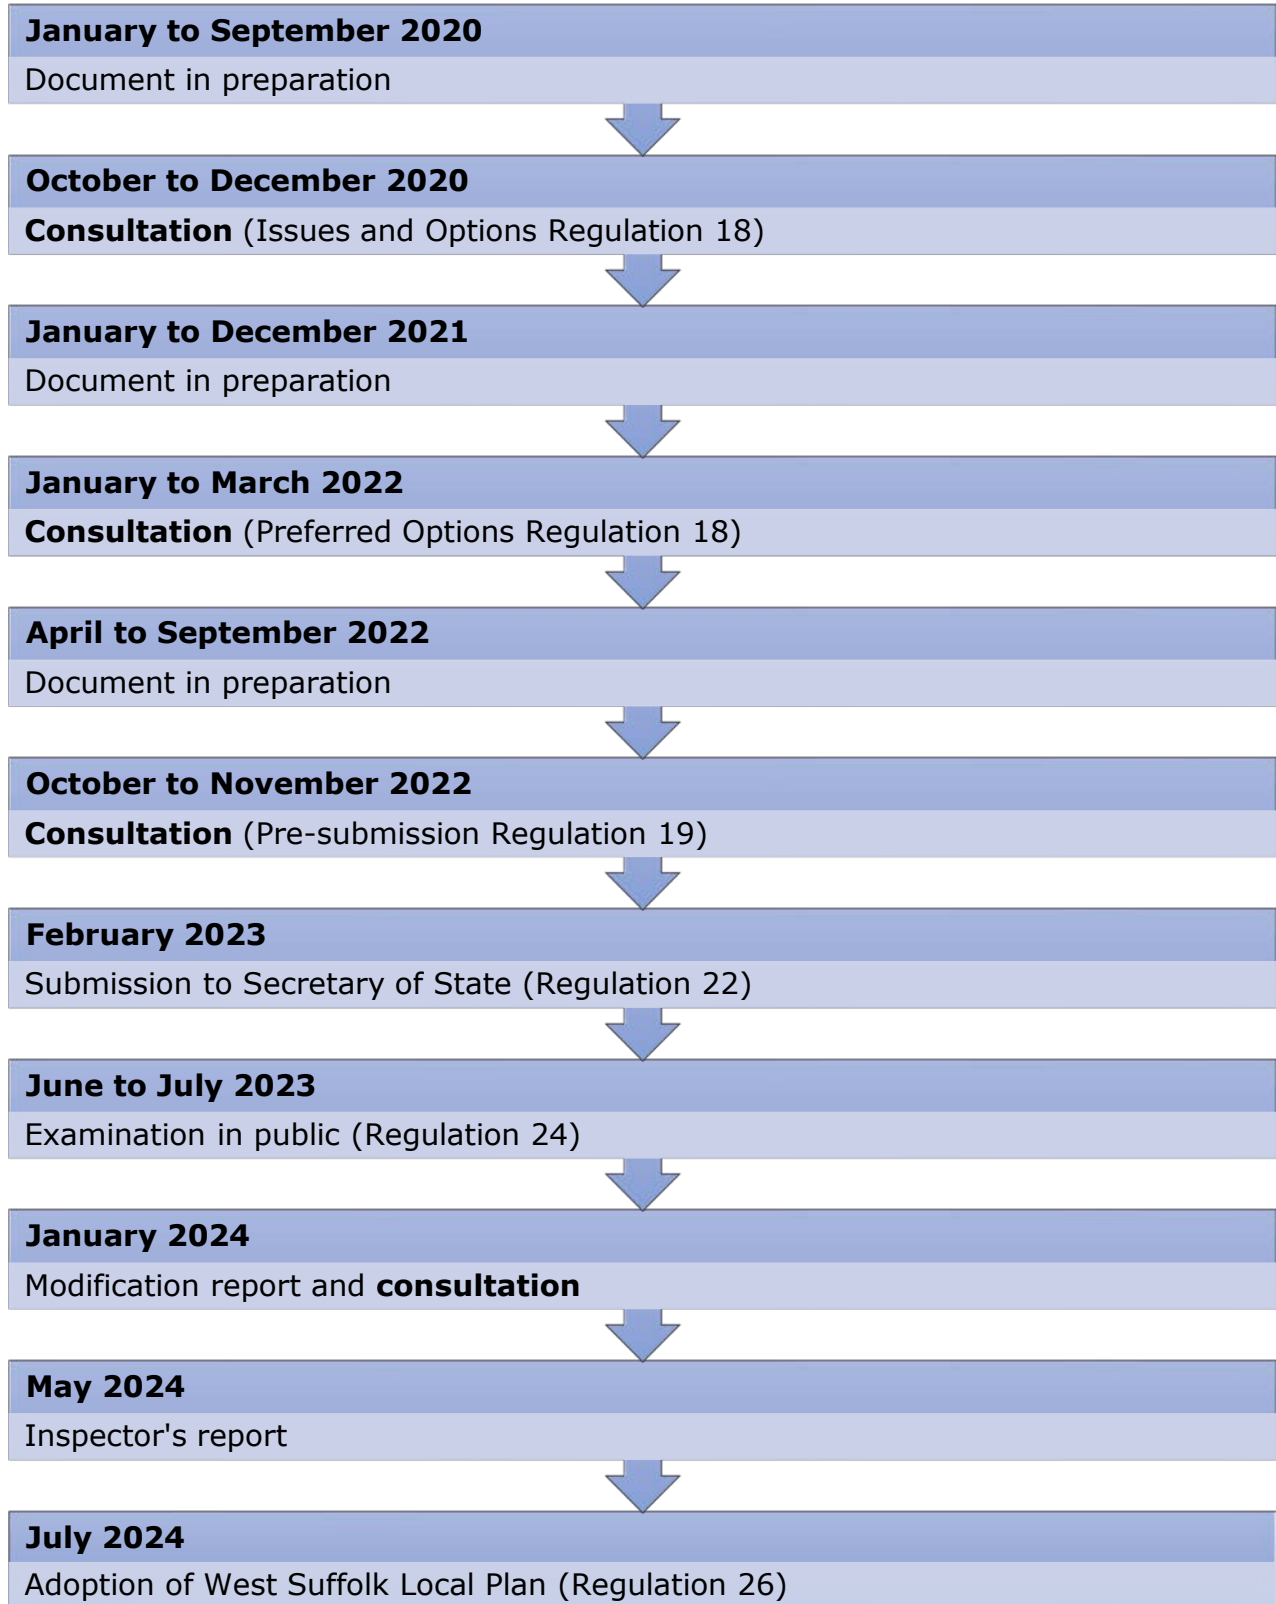 January to September 2020
Document in preparation
October to December 2020
Consultation (Issues and Options Regulation 18)
January to December 2021
Document in preparation
January to March 2022
Consultation (Preferred Options Regulation 18)
April to September 2022
Document in preparation
October to November 2022
Consultation (Pre-submission Regulation 19)
February 2023
Submission to Secretary of State (Regulation 22)
June to July 2023
Examination in public (Regulation 24)
January 2024
Modification report and consultation
May 2024
Inspector's report
July 2024
Adoption of West Suffolk Local Plan (Regulation 26)